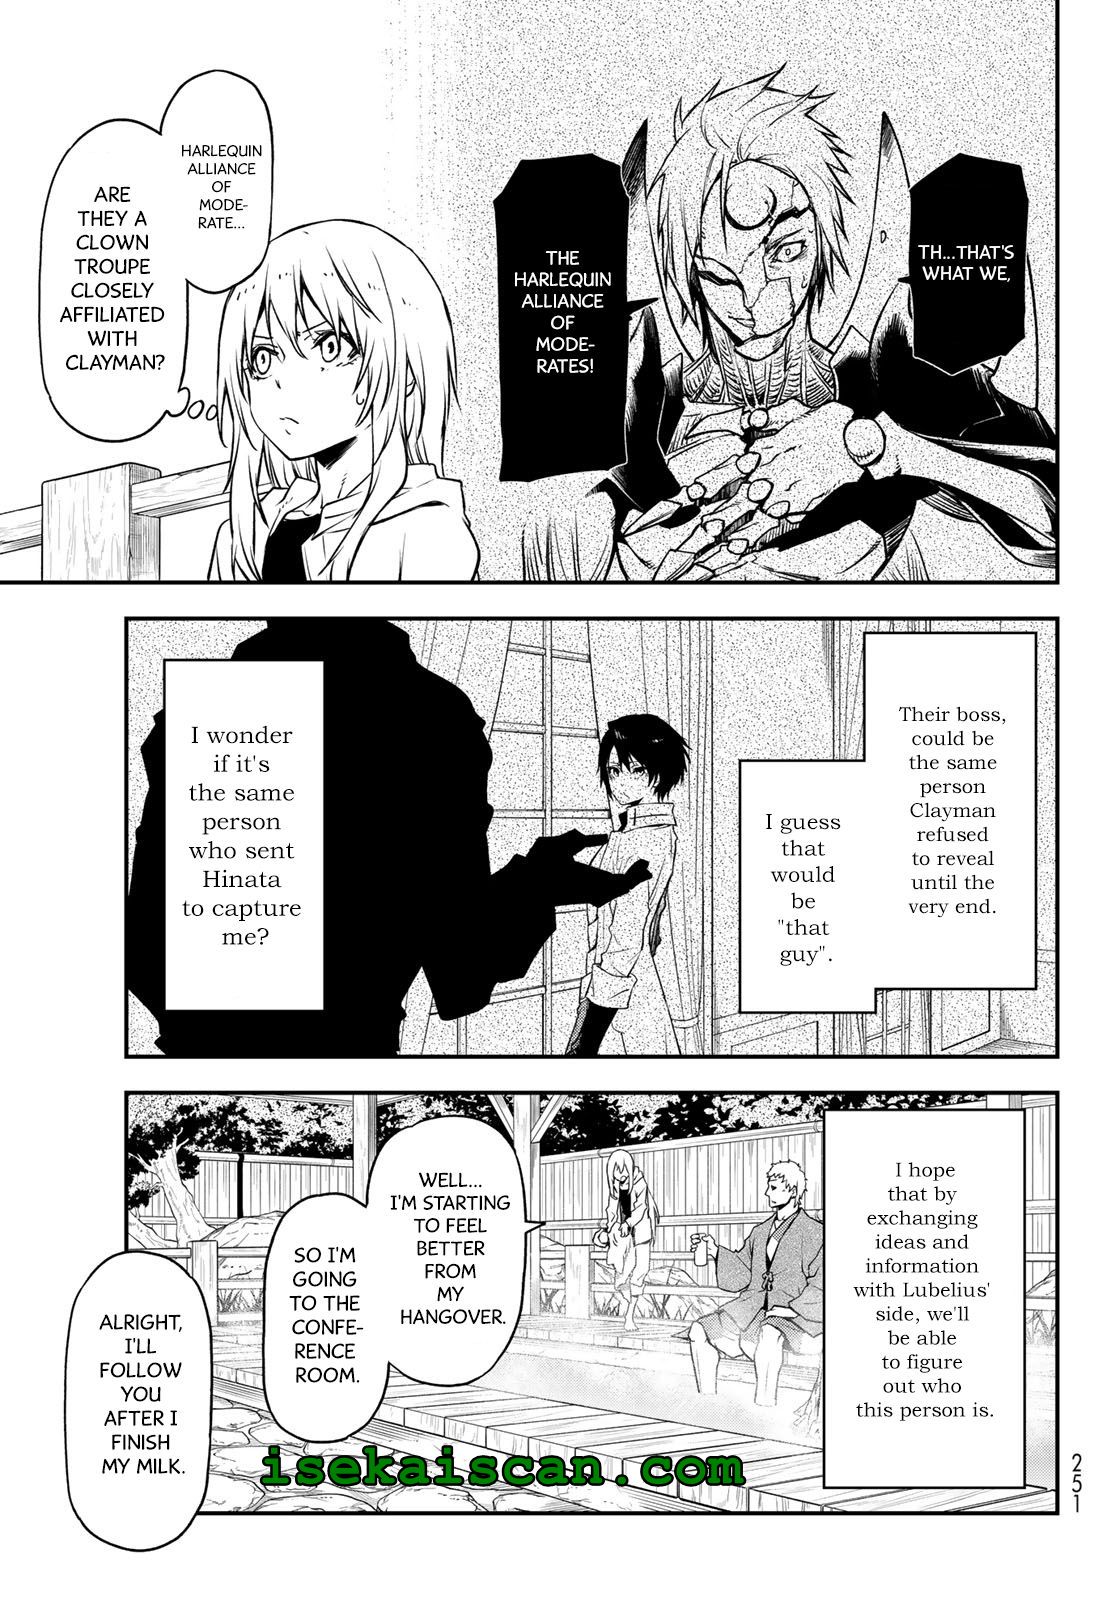 TH...THAT'S
WHAT WE,
THE
HARLEQUIN
ALLIANCE
OF
MODE-
RATES!
HARLEQUIN
ALLIANCE
OF
MODE-
RATE...
ARE
THEY A
CLOWN
TROUPE
CLOSELY
AFFILIATED
WITH
CLAYMAN?
Their boss,
could be
the same
person
Clayman
refused
to reveal
until the
very end.
I guess
that
would
be
"that
guy".
I wonder
if it's
the same
person
who sent
Hinata
to capture
me?
I hope
that by
exchanging
ideas and
information
with Lubelius'
side, we'll
be able
to figure
out who
this person is.
WELL...
I'M STARTING
TO FEEL
BETTER
FROM
MY
HANGOVER.
SO I'M
GOING
TO THE
CONFE-
RENCE
ROOM.
ALRIGHT,
I'LL
FOLLOW
YOU
AFTER I
FINISH
MY MILK.
isekaiscan.com
251